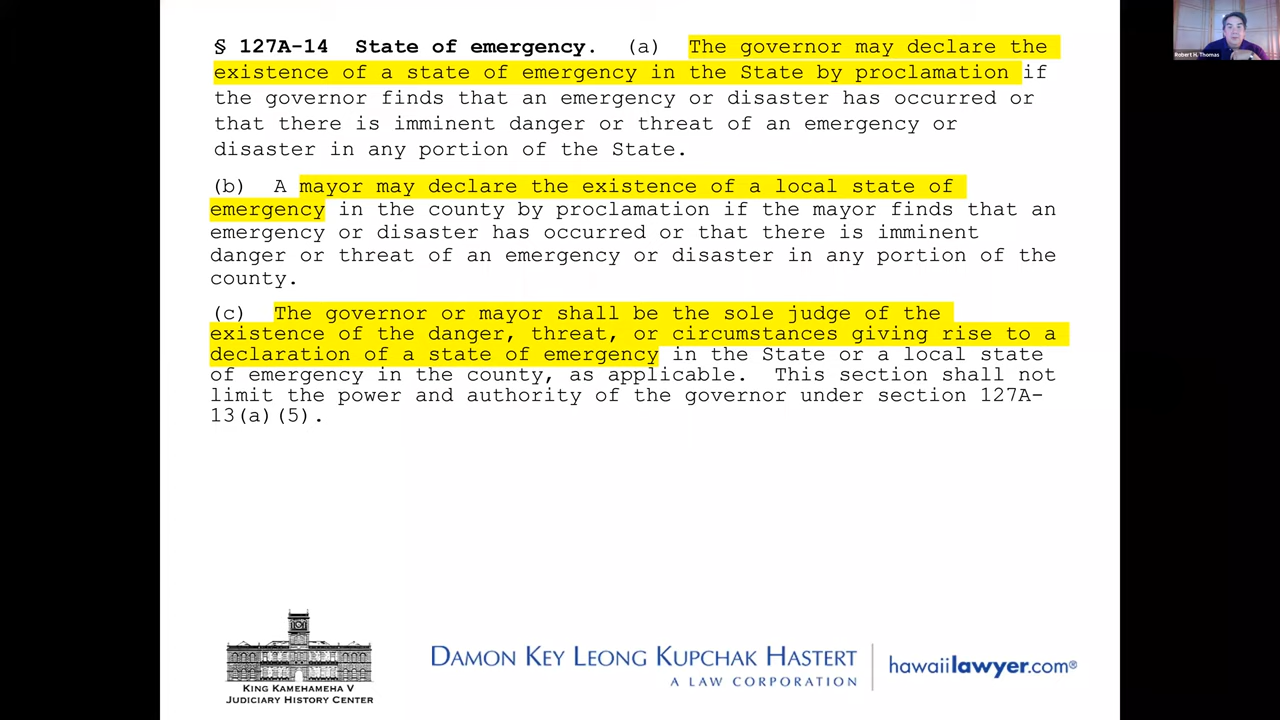 § 127A-14 State of emergency. (a) The governor may declare the
existence of a state of emergency in the State by proclamation if
the governor finds that an emergency or disaster has occurred or
that there is imminent danger or threat of an emergency or
disaster in any portion of the State.
(b) A mayor may declare the existence of a local state of
emergency in the county by proclamation if the mayor finds that an
emergency or disaster has occurred or that there is imminent
danger or threat of an emergency or disaster in any portion of the
county.
(c) The governor or mayor shall be the sole judge of the
existence of the danger, threat, or circumstances giving rise to a
declaration of a state of emergency in the State or a local state
of emergency in the county, as applicable. This section shall not
limit the power and authority of the governor under section 127A-
13(a)(5).
Robert H. Thomas
KING KAMEHAMEHA V
JUDICIARY HISTORY CENTER
DAMON KEY LEONG KUPCHAK HASTERT
A LAW CORPORATION
hawaiilawyer.com®